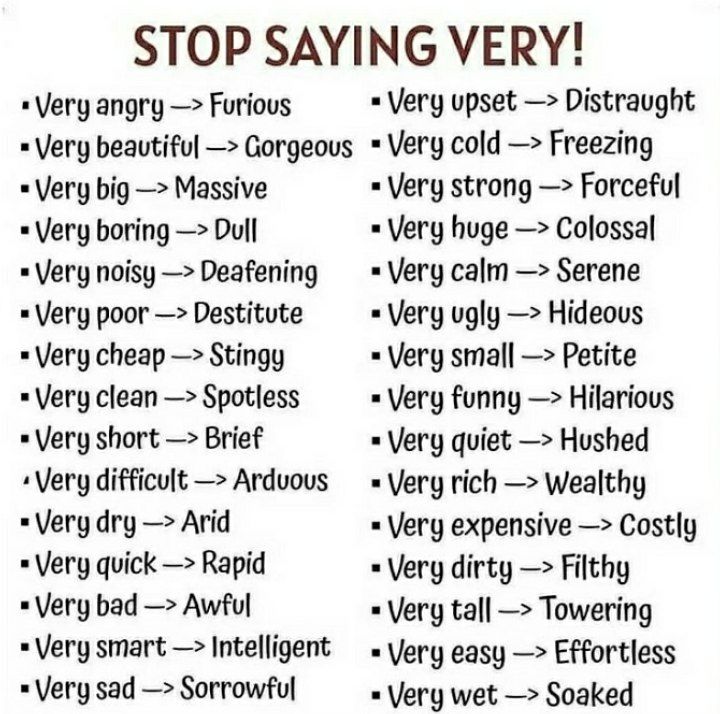 STOP SAYING VERY!
▪ Very angry —> Furious
▪ Very beautiful —> Gorgeous
▪ Very big —> Massive
▪ Very boring —> Dull
▪ Very noisy —> Deafening
▪ Very poor —> Destitute
▪ Very cheap —> Stingy
▪ Very clean —> Spotless
▪ Very short —> Brief
▪ Very difficult —> Arduous
▪ Very dry —> Arid
▪ Very quick —> Rapid
▪ Very bad —> Awful
▪ Very smart —> Intelligent
▪ Very sad —> Sorrowful
▪ Very upset —> Distraught
▪ Very cold —> Freezing
▪ Very strong —> Forceful
▪ Very huge —> Colossal
▪ Very calm —> Serene
▪ Very ugly —> Hideous
▪ Very small —> Petite
▪ Very funny —> Hilarious
▪ Very quiet —> Hushed
▪ Very rich —> Wealthy
▪ Very expensive —> Costly
▪ Very dirty —> Filthy
▪ Very tall —> Towering
▪ Very easy —> Effortless
▪ Very wet —> Soaked